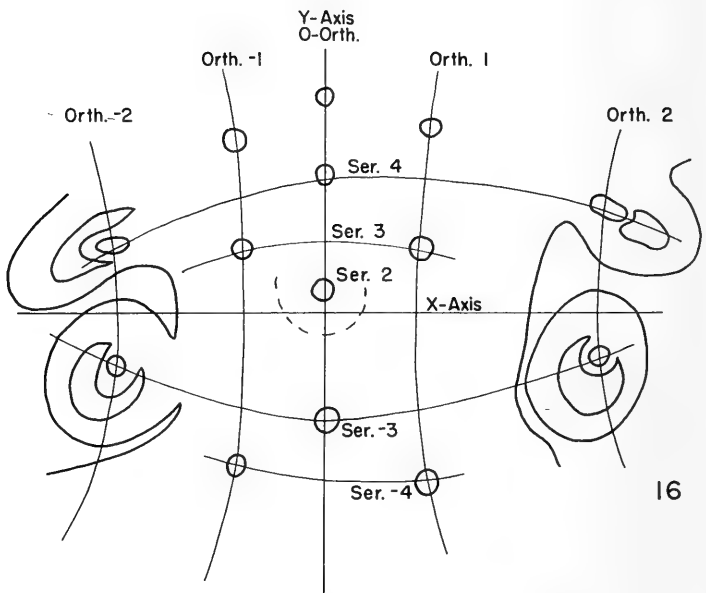 Y-Axis
O-Orth.
Orth. -1
Orth. 1
Orth. -2
Orth. 2
Ser. 4
Ser. 3
Ser. 2
X-Axis
Ser. -3
Ser. -4
16